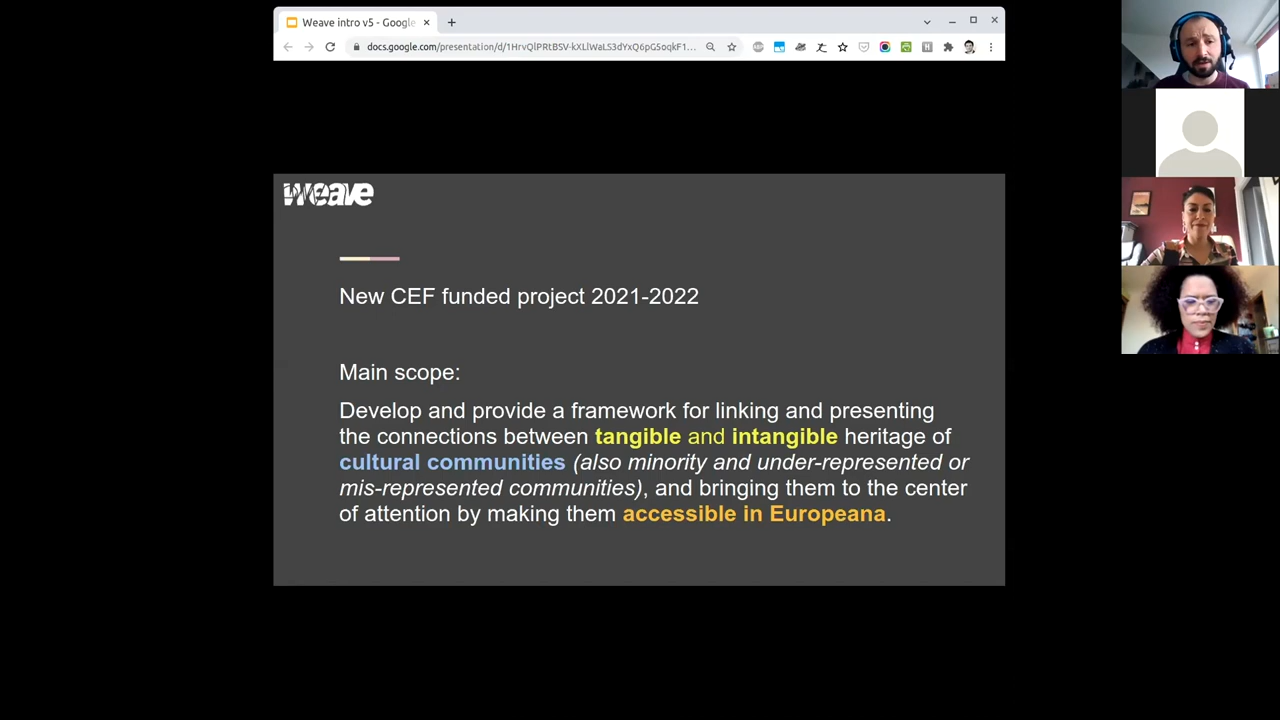 Weave intro v5 - Google
docs.google.com/presentation/d/1HrvQlPRtBSV-kXLlWaLS3dYxQ6pG5oqkF1...
weave
New CEF funded project 2021-2022
Main scope:
Develop and provide a framework for linking and presenting
the connections between tangible and intangible heritage of
cultural communities (also minority and under-represented or
mis-represented communities), and bringing them to the center
of attention by making them accessible in Europeana.